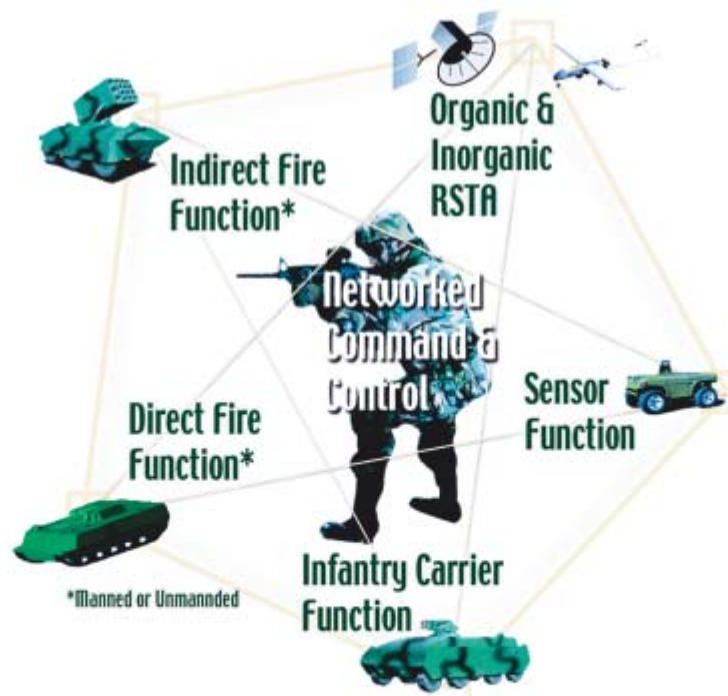 Organic &
Inorganic
RSTA
Indirect Fire
Function*
Networked
Command &
Control
Sensor
Function
Direct Fire
Function*
Infantry Carrier
Function
*Manned or Unmannded